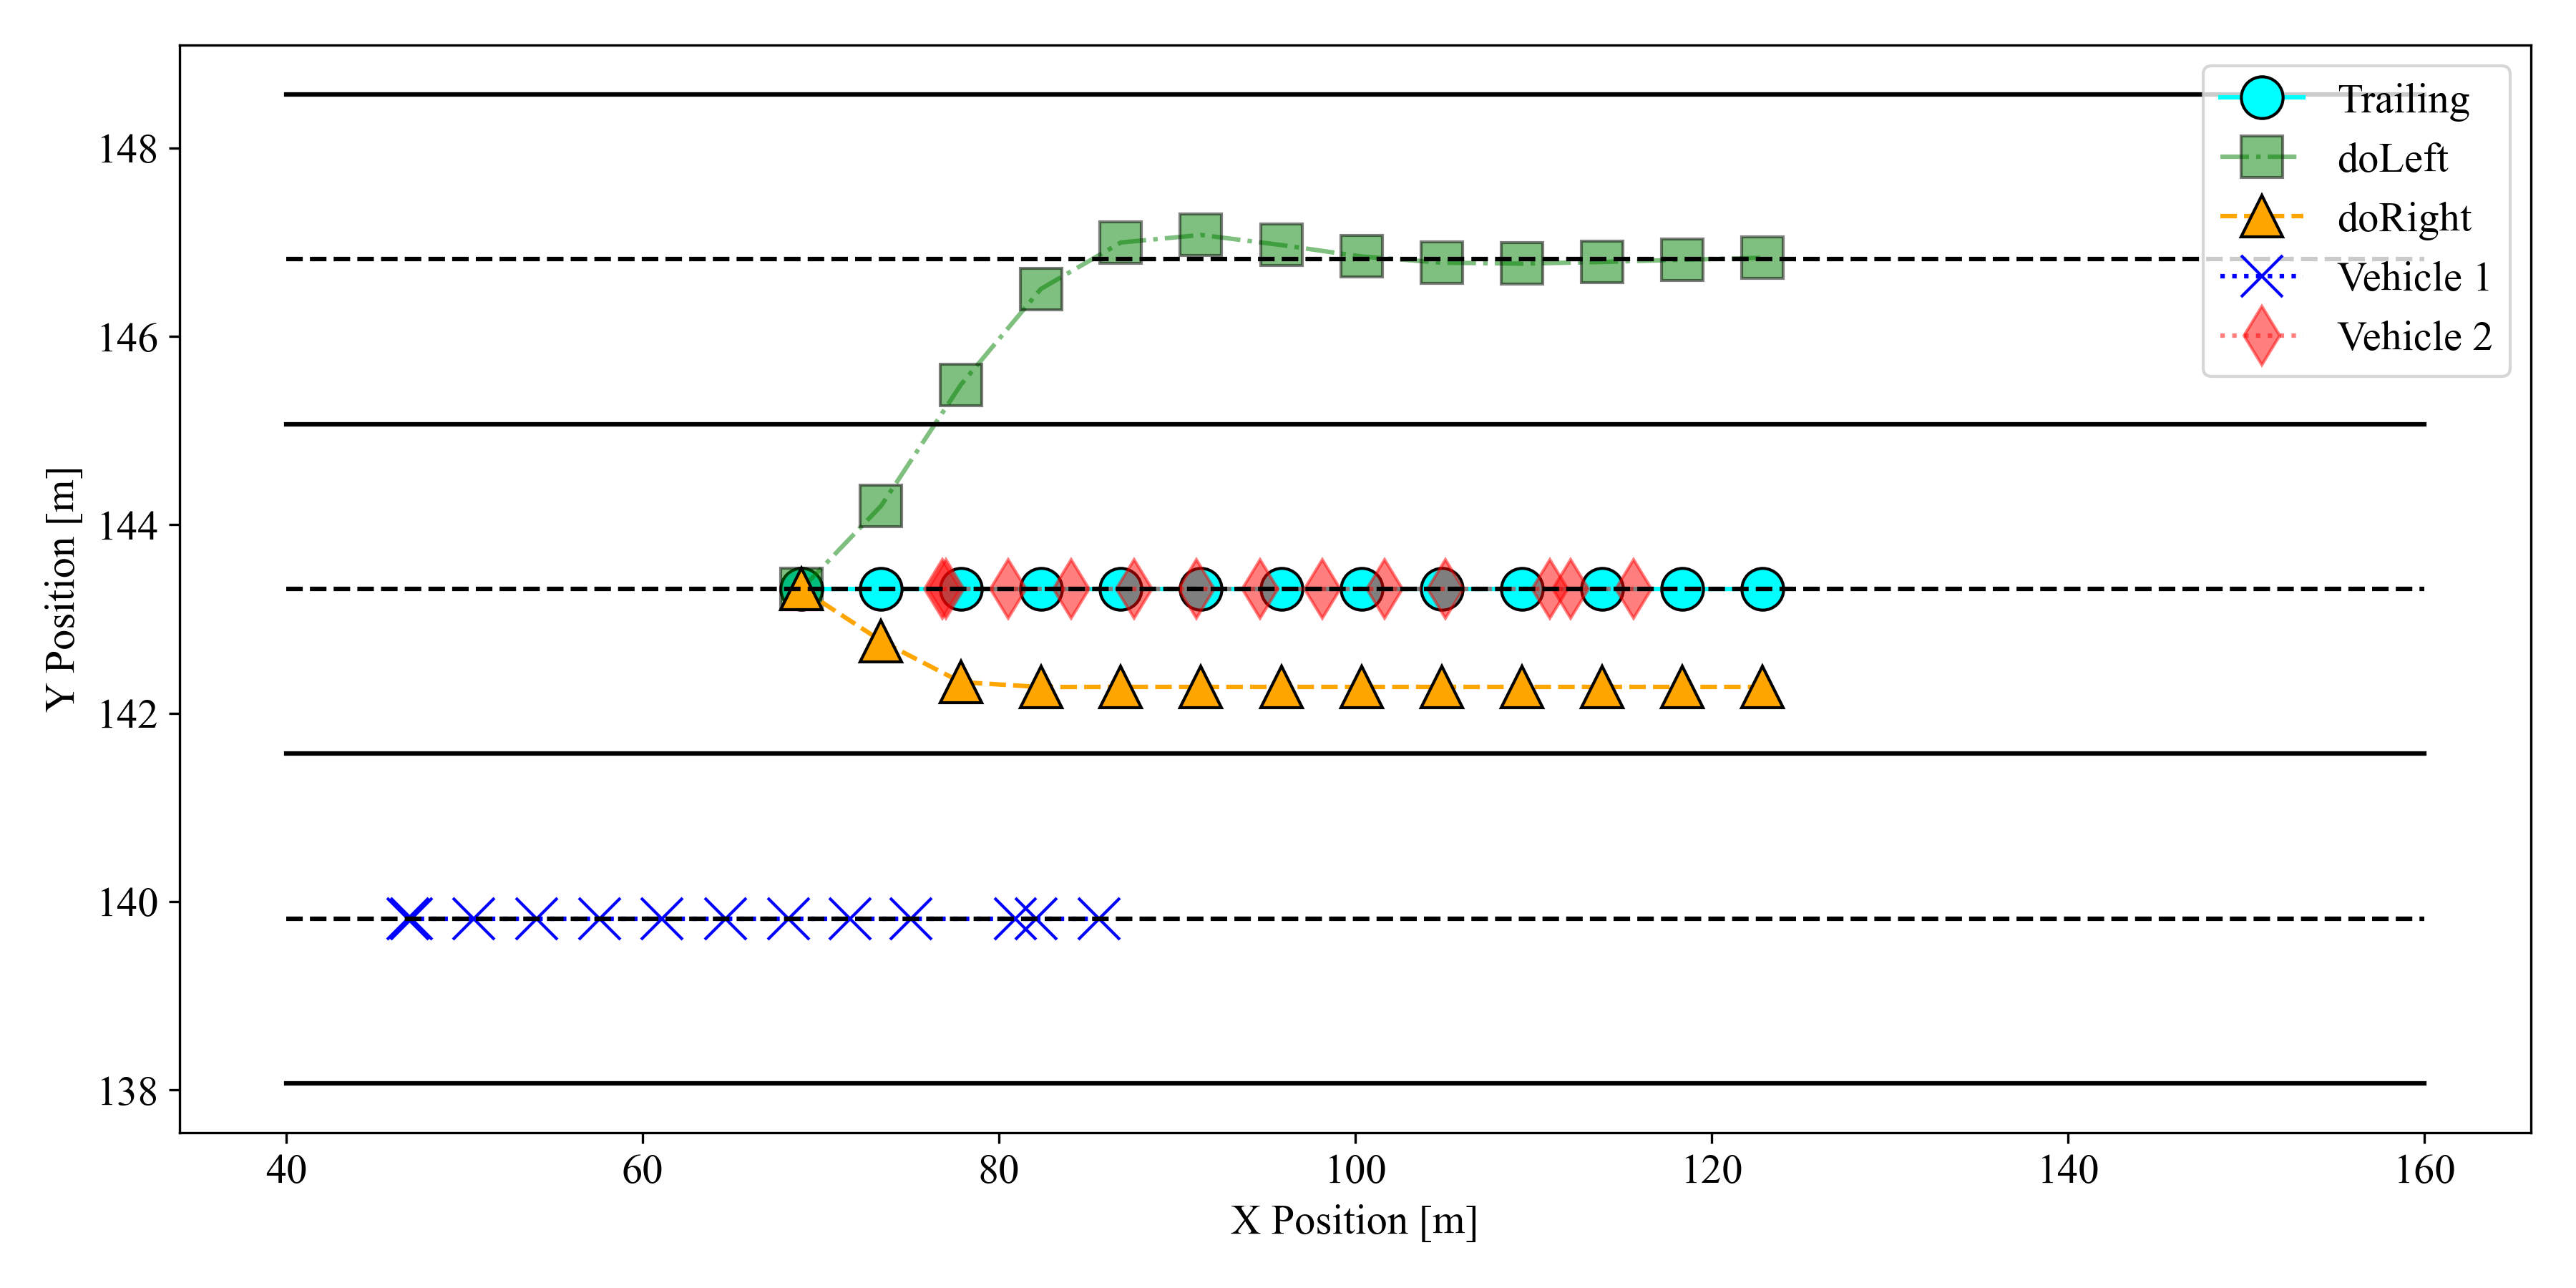 Trailing
doLeft
doRight
Vehicle 1
Vehicle 2
Y Position [m]
148
146
144
142
140
138
40 60 80 100 120 140 160
X Position [m]